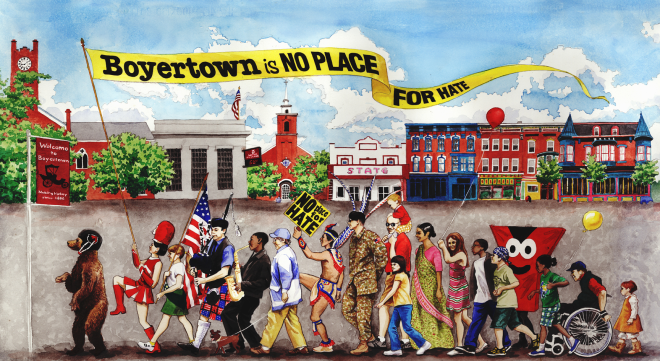 Boyertown is NO PLACE
FOR HATE
STATE
Welcome
to
Boyertown
NO PLACE
for
HATE